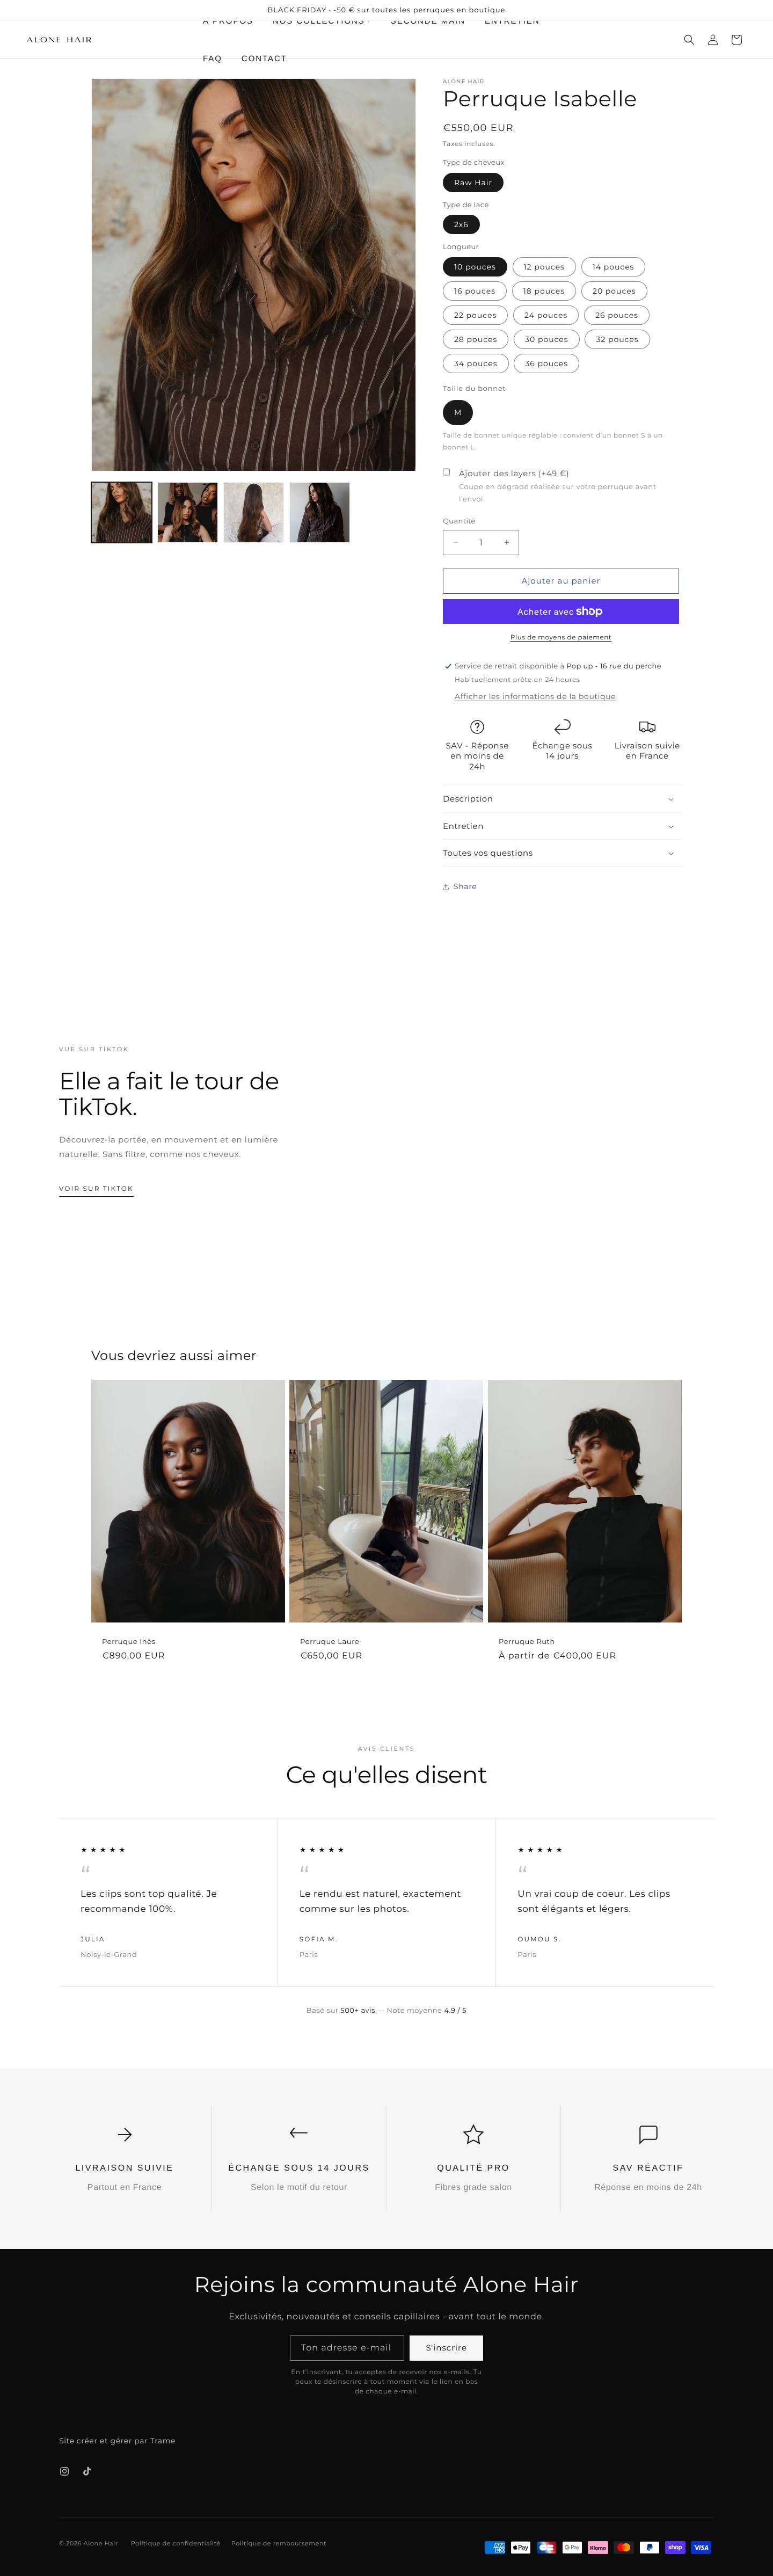 BLACK FRIDAY · -50 € sur toutes les perruques en boutique
À PROPOS NOS COLLECTIONS SECONDE MAIN ENTRETIEN
ALONE HAIR
FAQ CONTACT
ALONE HAIR
Perruque Isabelle
€550,00 EUR
Taxes incluses.
Type de cheveux
Raw Hair
Type de lace
2x6
Longueur
10 pouces 12 pouces 14 pouces
16 pouces 18 pouces 20 pouces
22 pouces 24 pouces 26 pouces
28 pouces 30 pouces 32 pouces
34 pouces 36 pouces
Taille du bonnet
M
Taille de bonnet unique réglable : convient d'un bonnet S à un
bonnet L.
Ajouter des layers (+49 €)
Coupe en dégradé réalisée sur votre perruque avant
l'envoi.
Quantité
− 1 +
Ajouter au panier
Acheter avec shop
Plus de moyens de paiement
Service de retrait disponible à Pop up - 16 rue du perche
Habituellement prête en 24 heures
Afficher les informations de la boutique
SAV - Réponse
en moins de
24h
Échange sous
14 jours
Livraison suivie
en France
Description
Entretien
Toutes vos questions
Share
VUE SUR TIKTOK
Elle a fait le tour de
TikTok.
Découvrez-la portée, en mouvement et en lumière
naturelle. Sans filtre, comme nos cheveux.
VOIR SUR TIKTOK
Vous devriez aussi aimer
Perruque Inès
€890,00 EUR
Perruque Laure
€650,00 EUR
Perruque Ruth
À partir de €400,00 EUR
AVIS CLIENTS
Ce qu'elles disent
★ ★ ★ ★ ★
“
Les clips sont top qualité. Je
recommande 100%.
JULIA
Noisy-le-Grand
★ ★ ★ ★ ★
“
Le rendu est naturel, exactement
comme sur les photos.
SOFIA M.
Paris
★ ★ ★ ★ ★
“
Un vrai coup de coeur. Les clips
sont élégants et légers.
OUMOU S.
Paris
Basé sur 500+ avis — Note moyenne 4.9 / 5
LIVRAISON SUIVIE
Partout en France
ÉCHANGE SOUS 14 JOURS
Selon le motif du retour
QUALITÉ PRO
Fibres grade salon
SAV RÉACTIF
Réponse en moins de 24h
Rejoins la communauté Alone Hair
Exclusivités, nouveautés et conseils capillaires - avant tout le monde.
Ton adresse e-mail S'inscrire
En t'inscrivant, tu acceptes de recevoir nos e-mails. Tu
peux te désinscrire à tout moment via le lien en bas
de chaque e-mail.
Site créer et gérer par Trame
© 2026 Alone Hair Politique de confidentialité Politique de remboursement
Pay G Pay Klarna shop VISA